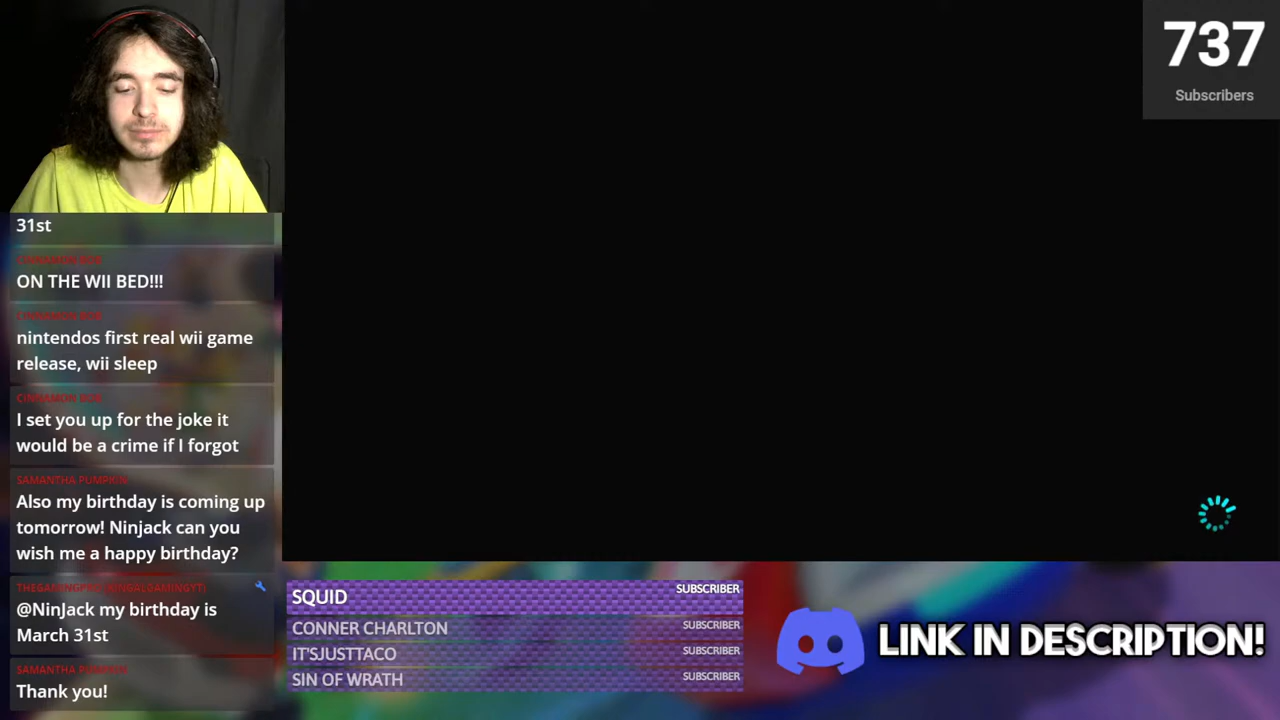 737
Subscribers
31st
ON THE WII BED!!!
nintendos first real wii game
release, wii sleep
I set you up for the joke it
would be a crime if I forgot
SAMANTHA PUMPKIN
Also my birthday is coming up
tomorrow! Ninjack can you
wish me a happy birthday?
@NinJack my birthday is
March 31st
SAMANTHA PUMPKIN
Thank you!
SQUID SUBSCRIBER
CONNER CHARLTON SUBSCRIBER
IT'SJUSTTACO SUBSCRIBER
SIN OF WRATH SUBSCRIBER
LINK IN DESCRIPTION!